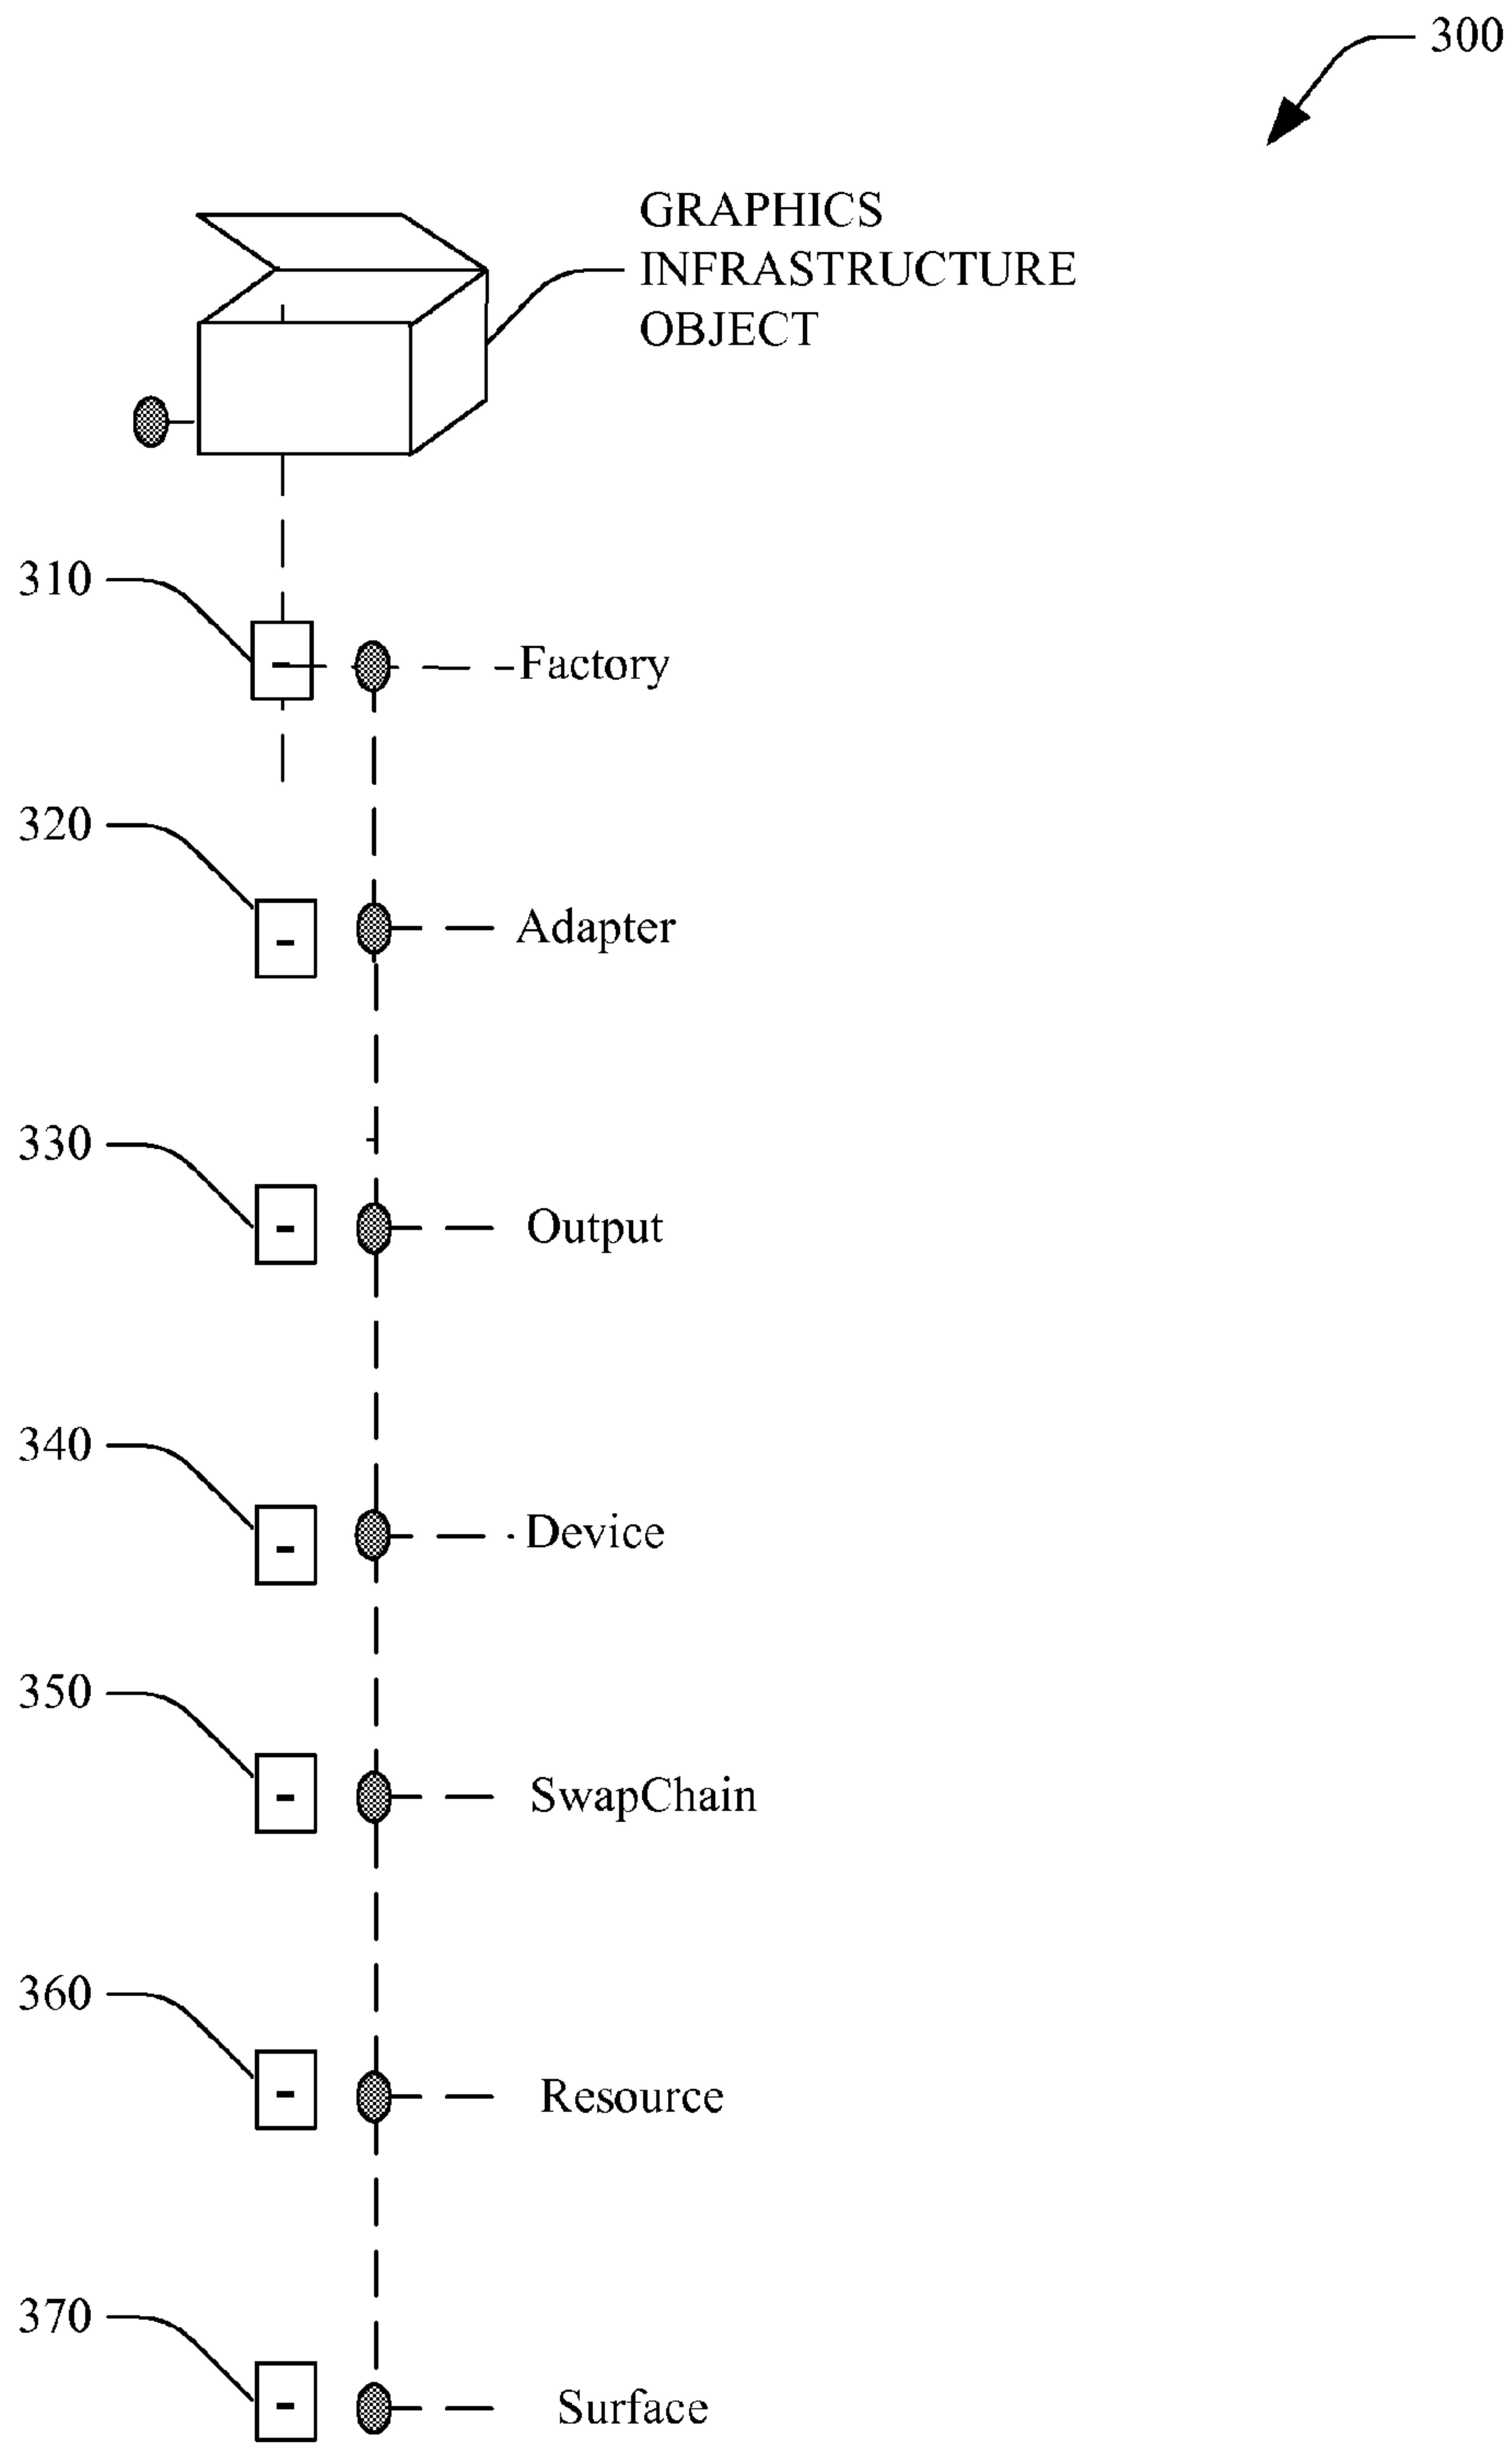 300
GRAPHICS
INFRASTRUCTURE
OBJECT
310
Factory
320
Adapter
330
Output
340
Device
350
SwapChain
360
Resource
370
Surface